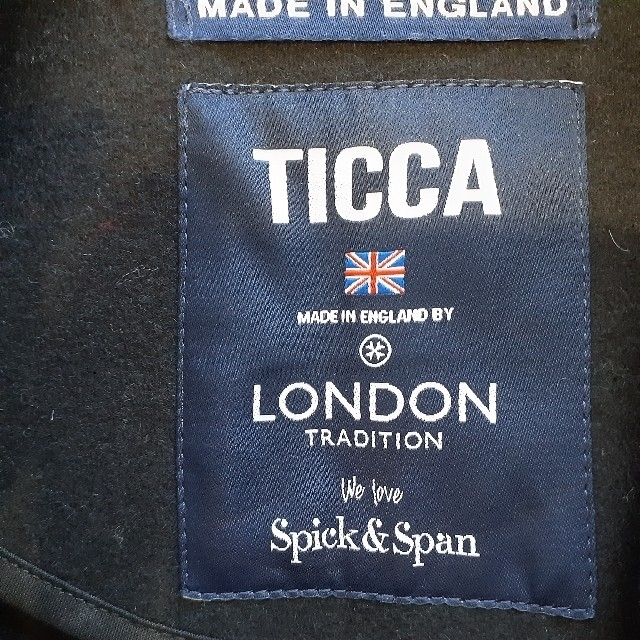 MADE IN ENGLAND
TICCA
MADE IN ENGLAND BY
LONDON
TRADITION
We love
Spick & Span